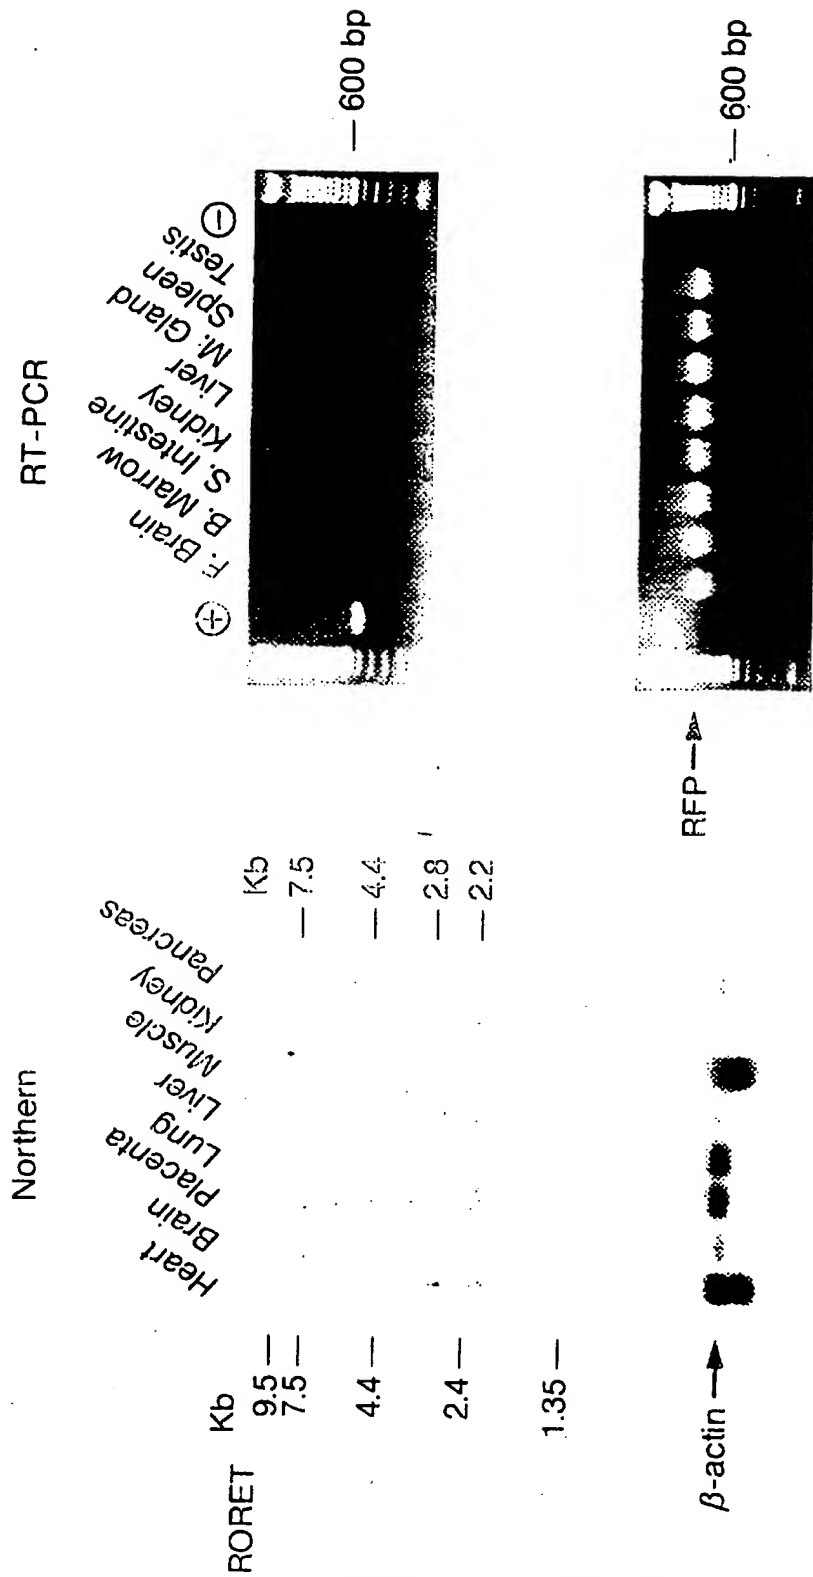 Northern
RORET
Kb
Heart
Brain
Placenta
Lung
Liver
Muscle
Kidney
Pancreas
Kb
9.5
7.5
4.4
2.4
1.35
7.5
4.4
2.8
2.2
β-actin
RT-PCR
+
F. Brain
B. Marrow
S. Intestine
Kidney
Liver
M. Gland
Spleen
Testis
−
600 bp
RFP
600 bp